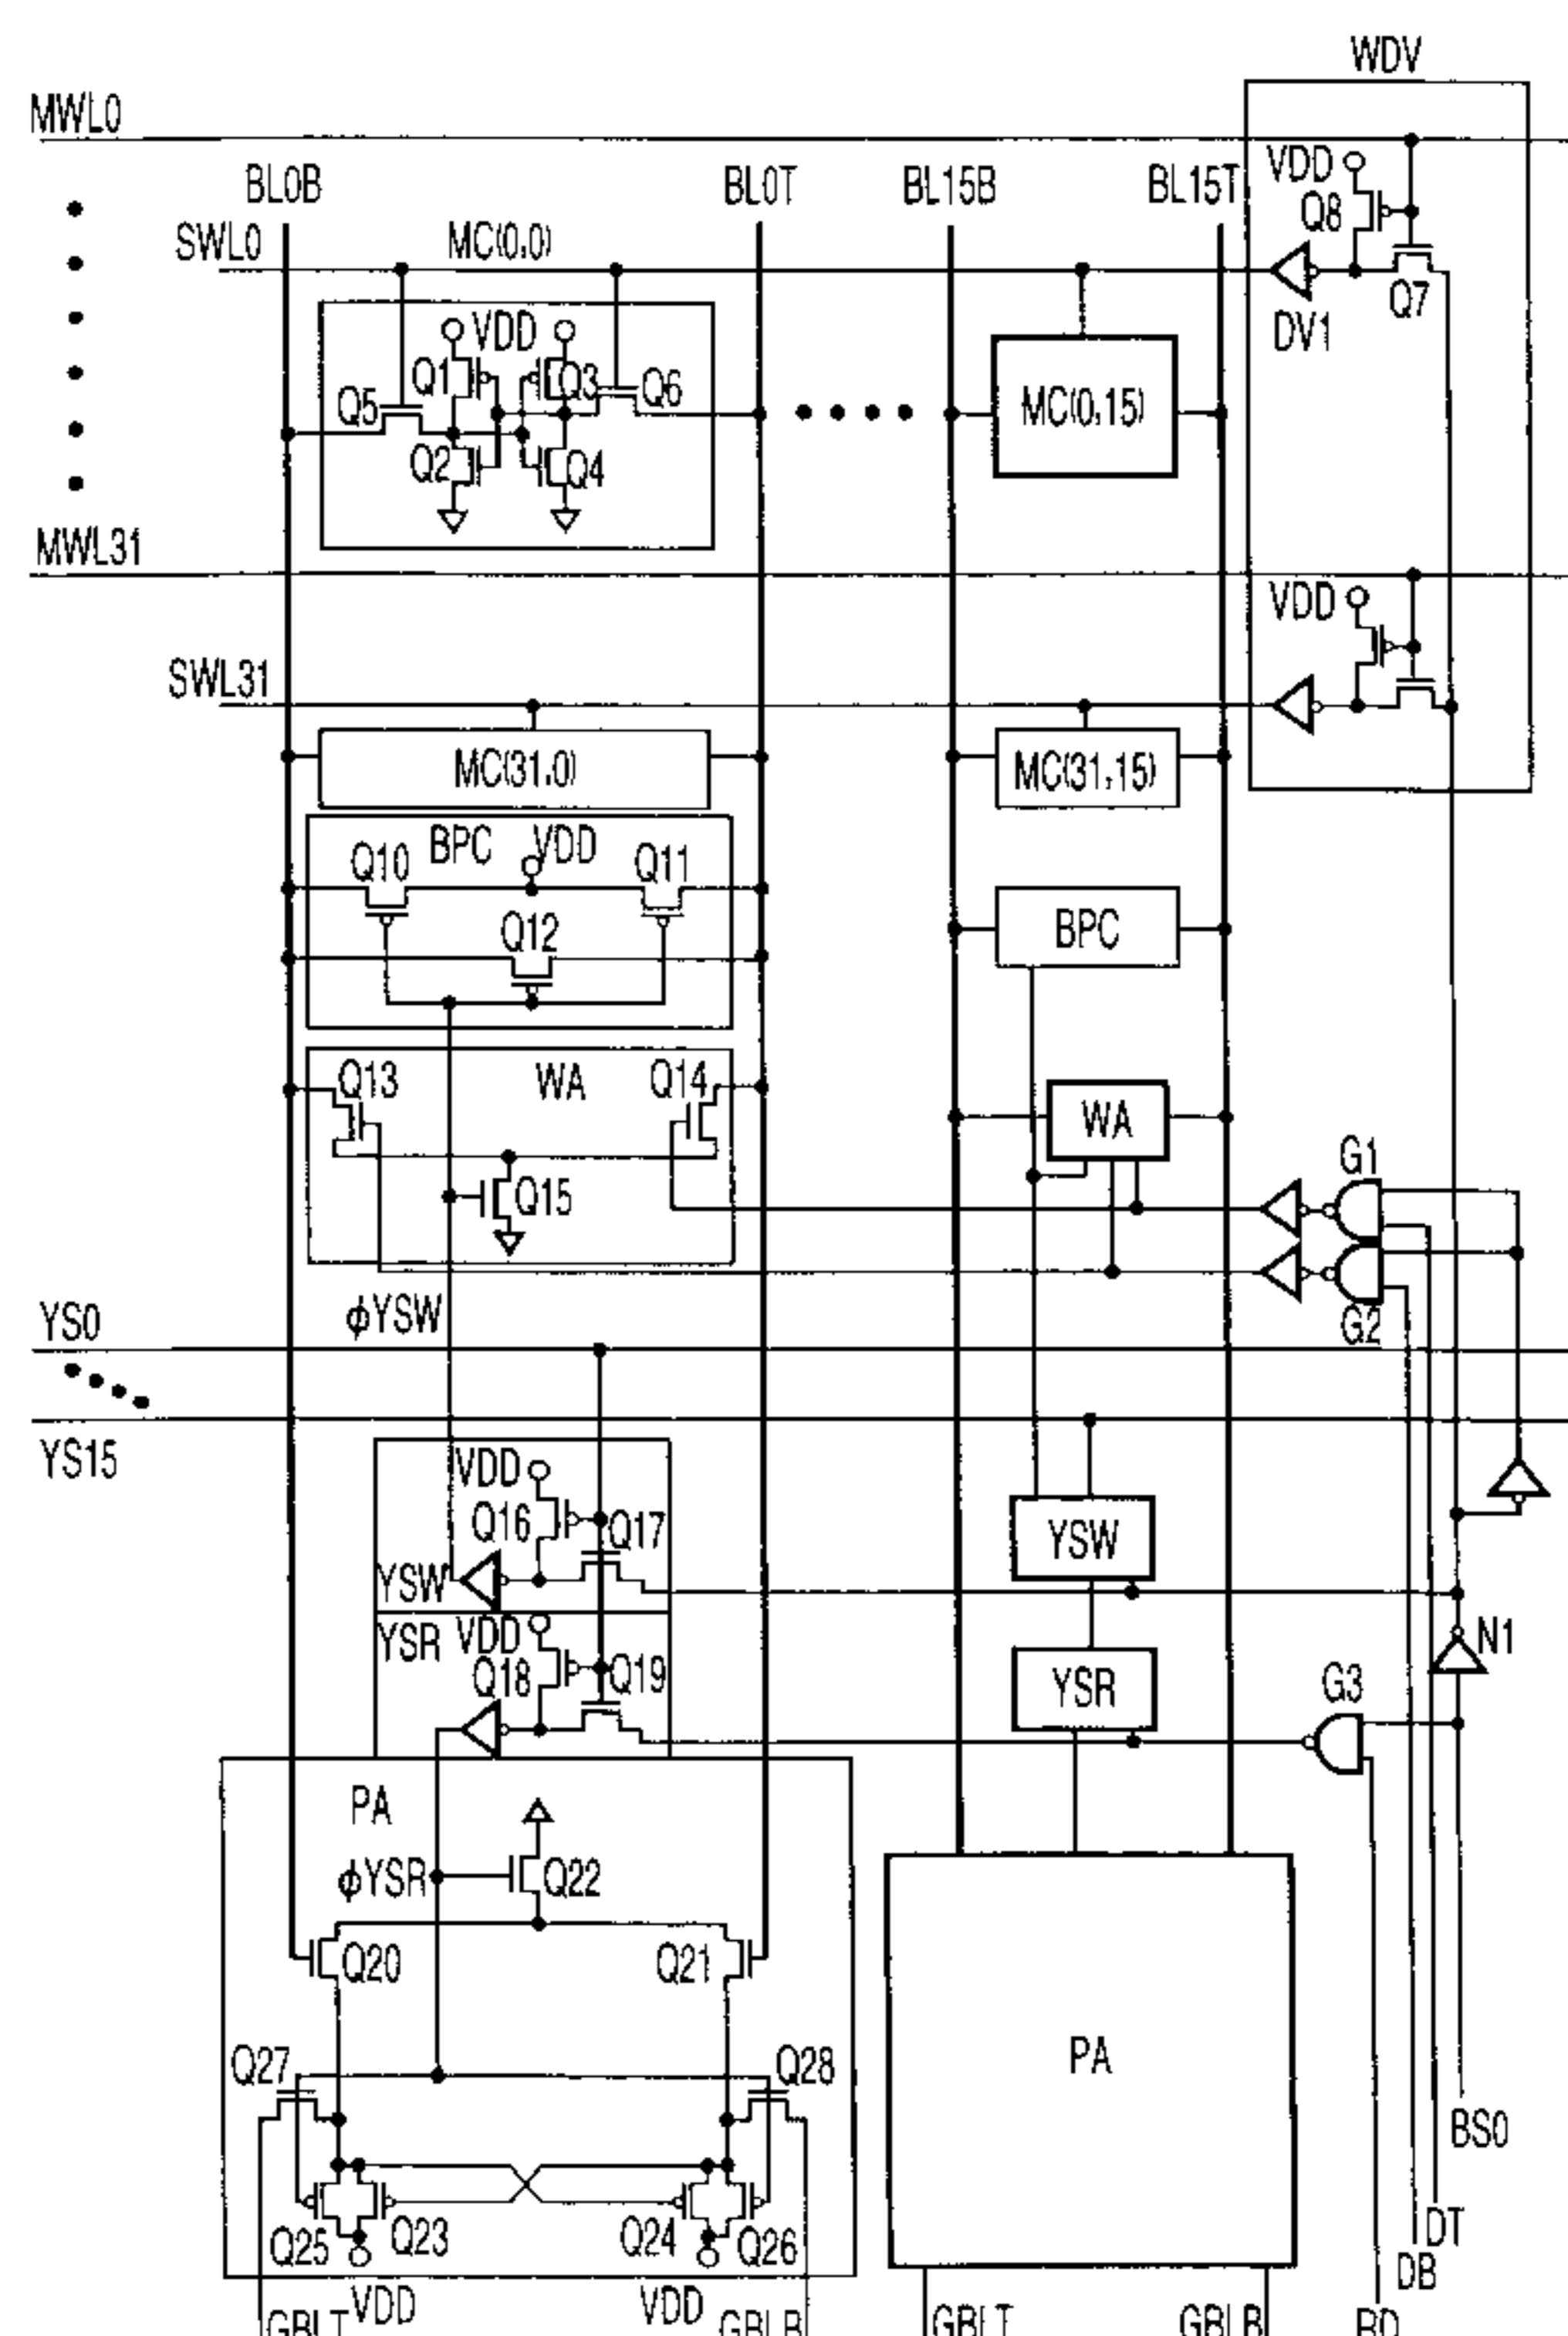 WDV
MWL0
VDD
BL0B
BL0T
BL15B
BL15T
Q8
SWL0
MC(0,0)
Q7
DV1
VDD
Q1
Q3
Q5
Q6
MC(0,15)
Q2
Q4
MWL31
VDD
SWL31
MC(31,0)
MC(31,15)
BPC
VDD
Q10
Q11
Q12
BPC
Q13
WA
Q14
WA
G1
Q15
G2
YS0
ϕYSW
YS15
VDD
Q16
Q17
YSW
YSW
YSR
VDD
Q18
Q19
YSR
N1
G3
PA
ϕYSR
Q22
Q20
Q21
PA
Q27
Q28
BS0
Q25
Q23
Q24
Q26
DT
DB
VDD
VDD
GBLT
GBLB
GBLT
GBLB
RD